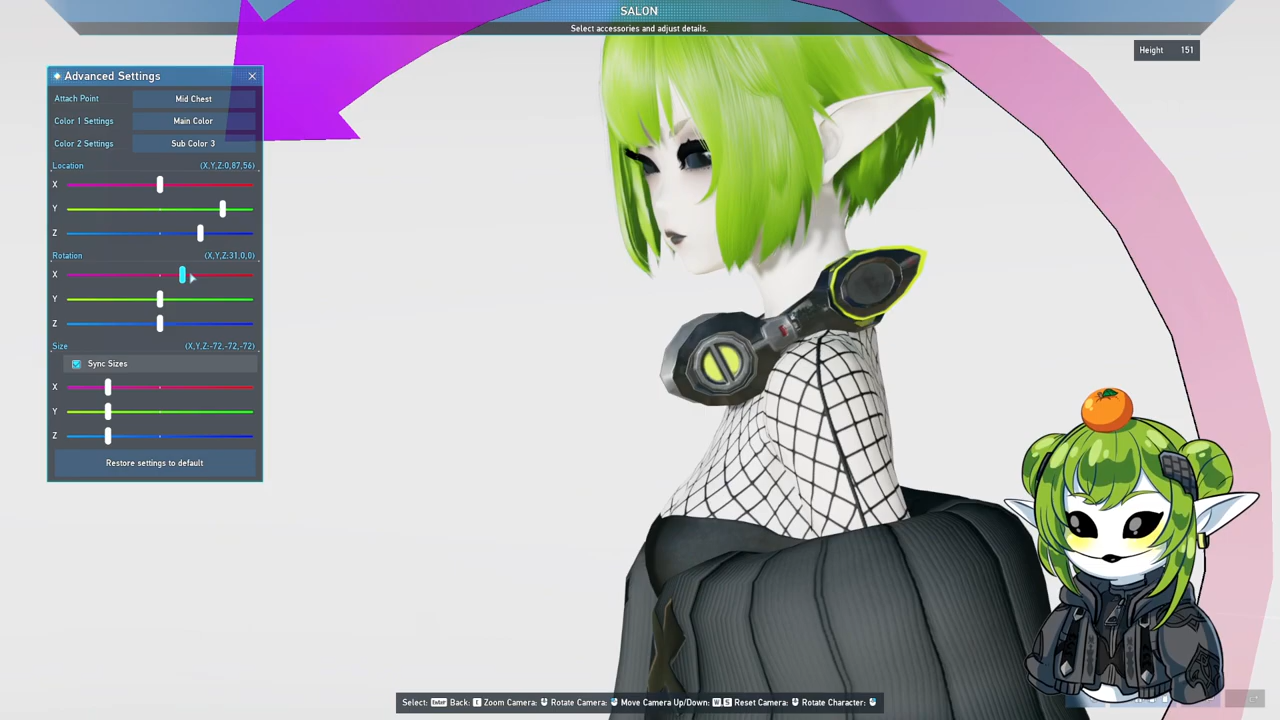 SALON
Select accessories and adjust details.
Height 151
Advanced Settings
Attach Point Mid Chest
Color 1 Settings Main Color
Color 2 Settings Sub Color 3
Location (X,Y,Z:0,87,56)
X
Y
Z
Rotation (X,Y,Z:31,0,0)
X
Y
Z
Size (X,Y,Z:-72,-72,-72)
Sync Sizes
X
Y
Z
Restore settings to default
Select: Enter Back: E Zoom Camera: Rotate Camera: Move Camera Up/Down: W,S Reset Camera: Rotate Character: